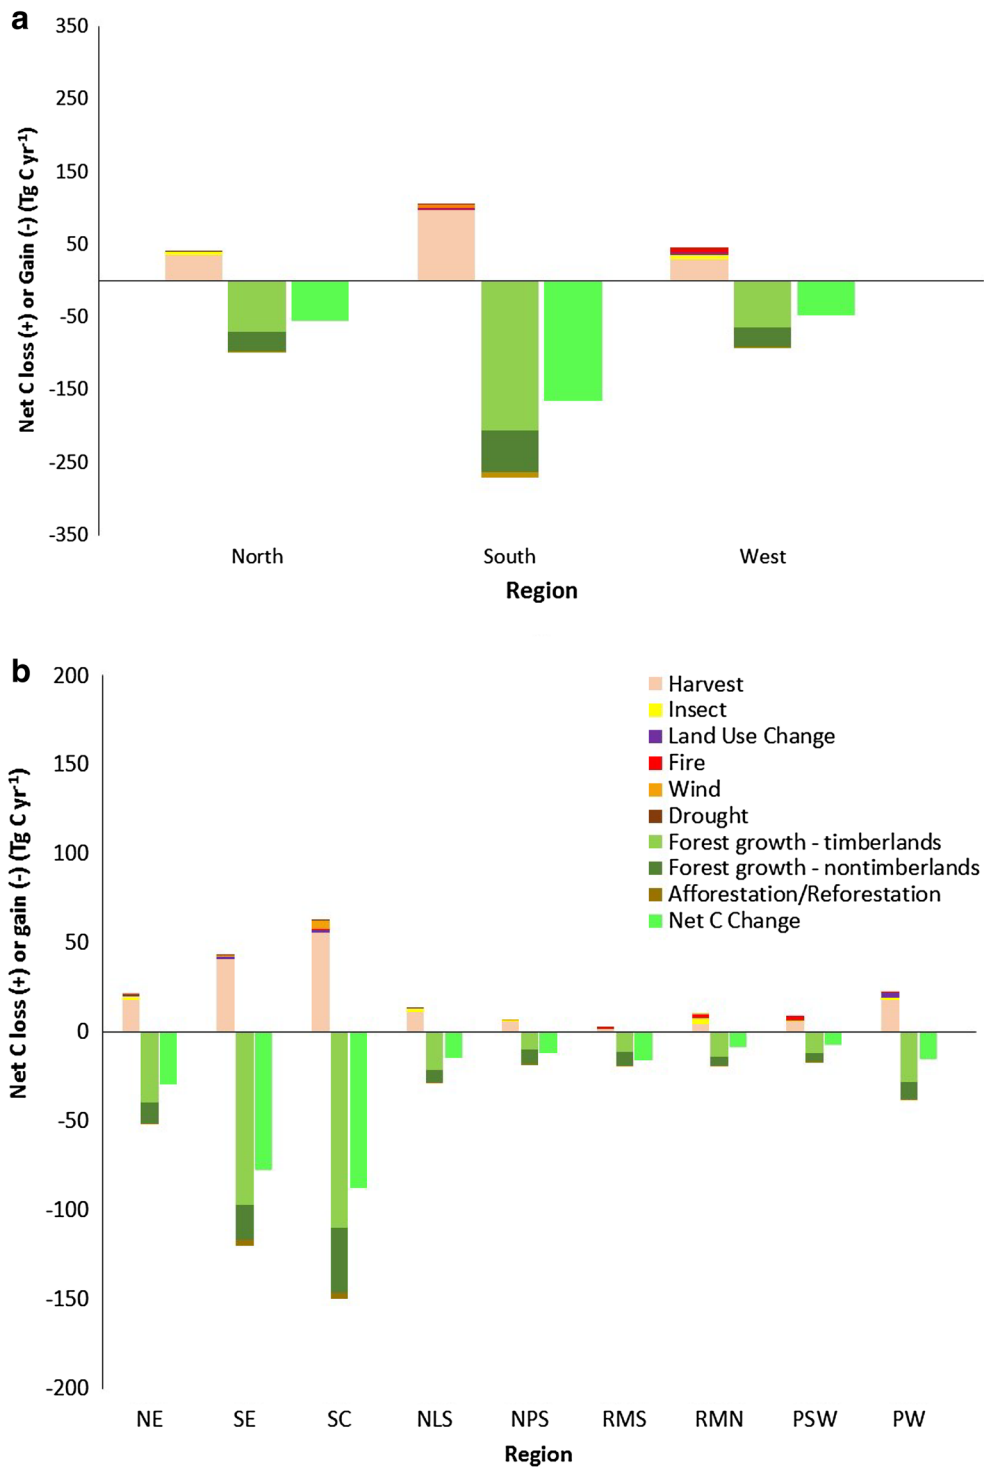 a
Net C loss (+) or Gain (-) (Tg C yr-1)
350
250
150
50
-50
-150
-250
-350
North South West
Region
b
Net C loss (+) or gain (-) (Tg C yr-1)
200
150
100
50
0
-50
-100
-150
-200
Harvest
Insect
Land Use Change
Fire
Wind
Drought
Forest growth - timberlands
Forest growth - nontimberlands
Afforestation/Reforestation
Net C Change
NE SE SC NLS NPS RMS RMN PSW PW
Region